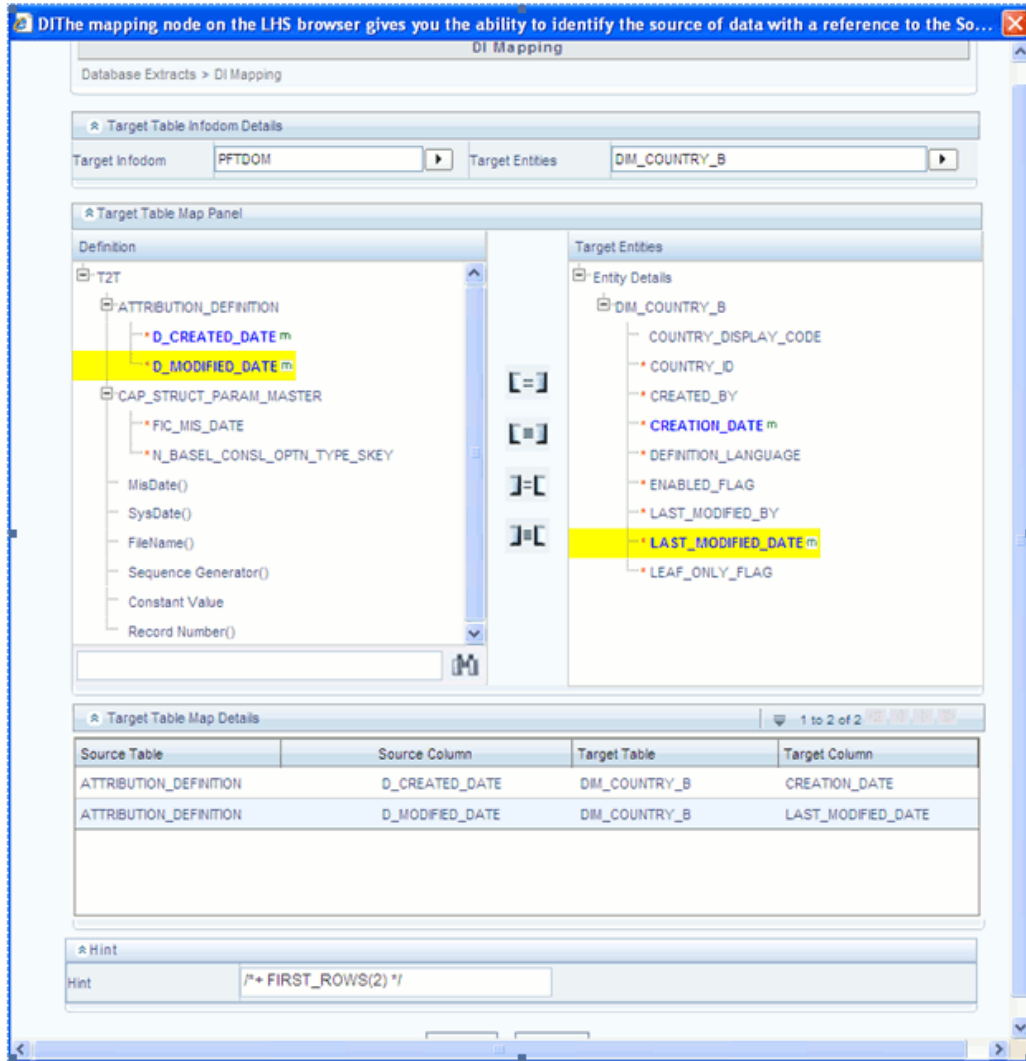 DIThe mapping node on the LHS browser gives you the ability to identify the source of data with a reference to the So...
DI Mapping
Database Extracts > DI Mapping
Target Table Infodom Details
Target Infodom PFTDOM Target Entities DIM_COUNTRY_B
Target Table Map Panel
Definition Target Entities
T2T Entity Details
ATTRIBUTION_DEFINITION DIM_COUNTRY_B
* D_CREATED_DATE m COUNTRY_DISPLAY_CODE
* D_MODIFIED_DATE m * COUNTRY_ID
CAP_STRUCT_PARAM_MASTER * CREATED_BY
* FIC_MIS_DATE * CREATION_DATE m
* N_BASEL_CONSL_OPTN_TYPE_SKEY * DEFINITION_LANGUAGE
MisDate() * ENABLED_FLAG
SysDate() * LAST_MODIFIED_BY
FileName() * LAST_MODIFIED_DATE m
Sequence Generator() * LEAF_ONLY_FLAG
Constant Value
Record Number()
Target Table Map Details 1 to 2 of 2
Source Table Source Column Target Table Target Column
ATTRIBUTION_DEFINITION D_CREATED_DATE DIM_COUNTRY_B CREATION_DATE
ATTRIBUTION_DEFINITION D_MODIFIED_DATE DIM_COUNTRY_B LAST_MODIFIED_DATE
Hint
Hint /*+ FIRST_ROWS(2) */